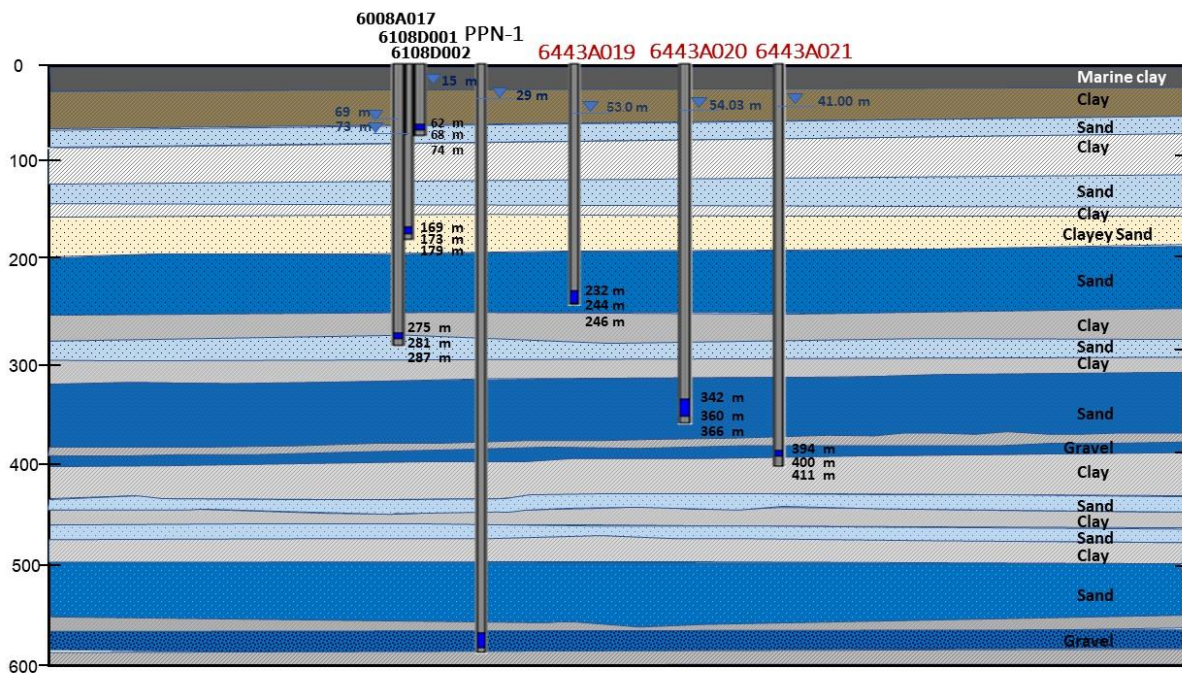 6008A017
6108D001
6108D002
PPN-1
6443A019
6443A020
6443A021
0
100
200
300
400
500
600
15 m
29 m
53.0 m
54.03 m
41.00 m
69 m
73 m
62 m
68 m
74 m
169 m
173 m
179 m
275 m
281 m
287 m
232 m
244 m
246 m
342 m
360 m
366 m
394 m
400 m
411 m
Marine clay
Clay
Sand
Clay
Sand
Clay
Clayey Sand
Sand
Clay
Sand
Clay
Sand
Gravel
Clay
Sand
Clay
Sand
Clay
Sand
Gravel